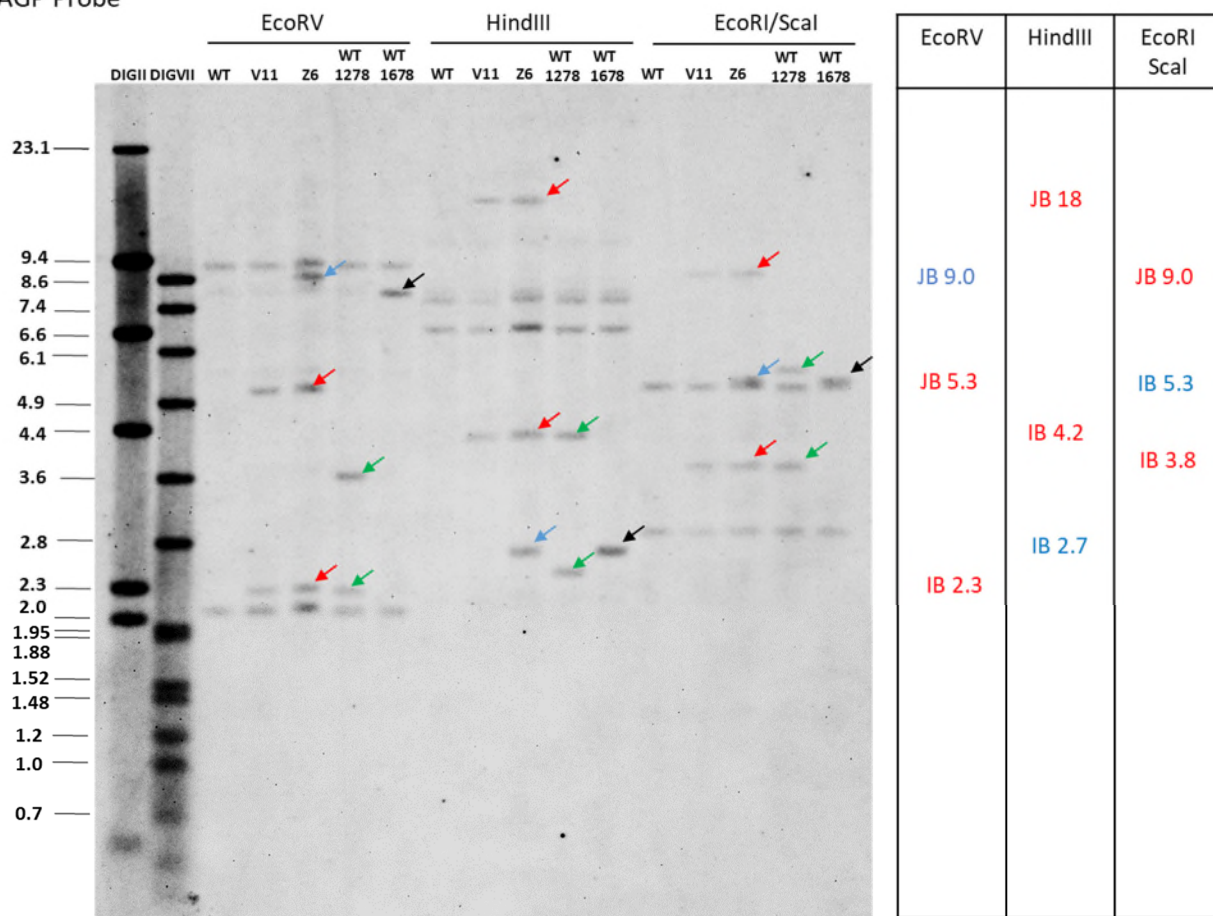 AGP Probe
EcoRV HindIII EcoRI/ScaI
DIGII DIGVII WT V11 Z6 WT 1278 WT 1678 WT V11 Z6 WT 1278 WT 1678 WT V11 Z6 WT 1278 WT 1678
23.1
9.4
8.6
7.4
6.6
6.1
4.9
4.4
3.6
2.8
2.3
2.0
1.95
1.88
1.52
1.48
1.2
1.0
0.7
EcoRV HindIII EcoRI
ScaI
JB 18
JB 9.0 JB 9.0
JB 5.3 IB 5.3
IB 4.2
IB 3.8
IB 2.7
IB 2.3